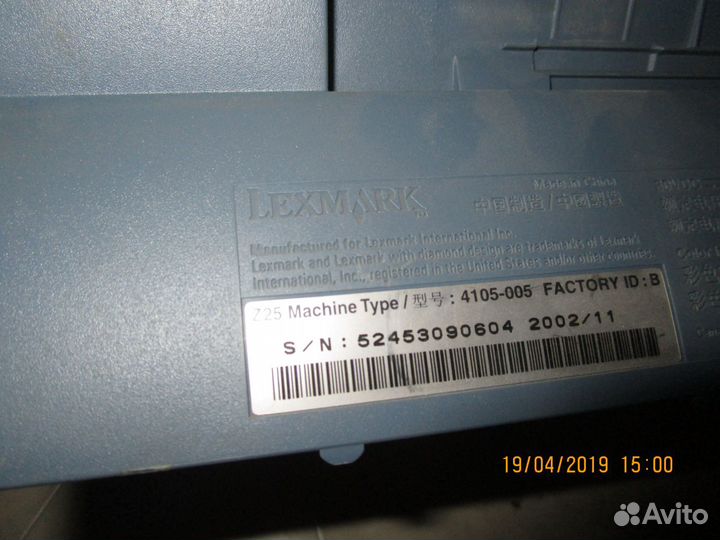 LEXMARK
Made in China
中国制造/中國製造
Manufactured for Lexmark International Inc.
Lexmark and Lexmark with diamond design are trademarks of Lexmark
International, Inc., registered in the United States and/or other countries.
Color
Z25 Machine Type/型号: 4105-005 FACTORY ID:B
S/N: 52453090604 2002/11
19/04/2019 15:00
Avito